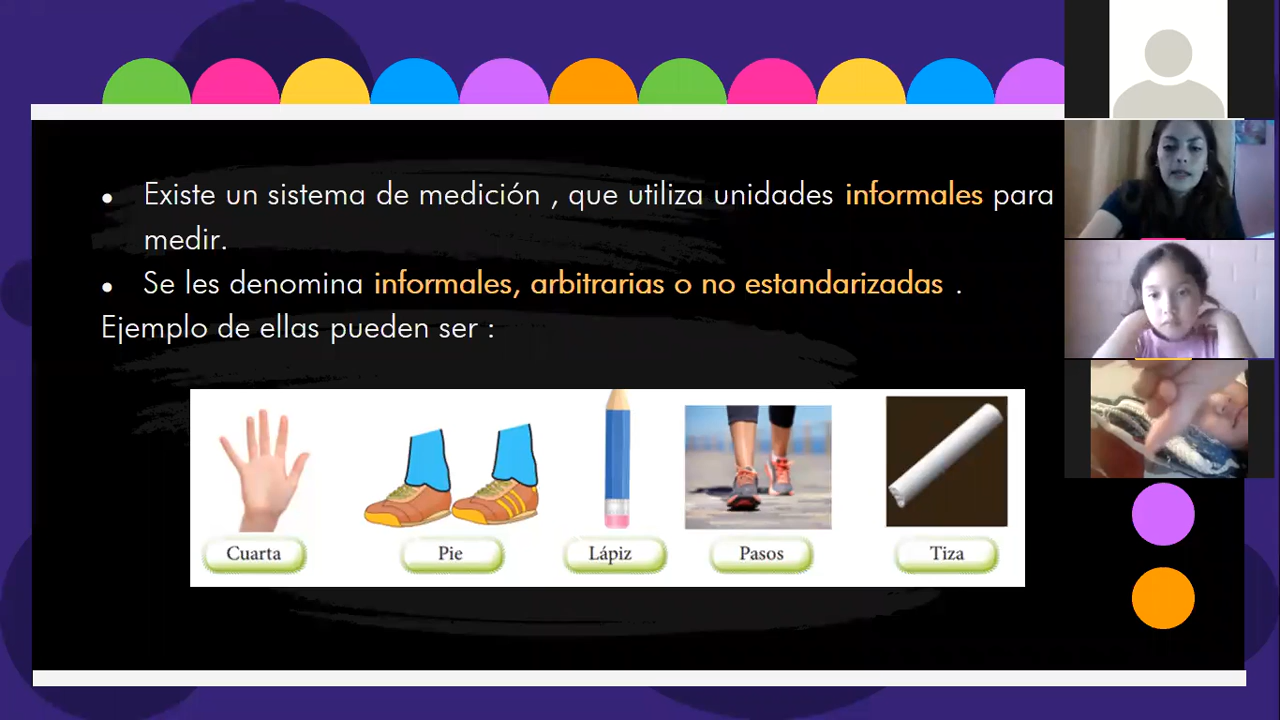 Existe un sistema de medición , que utiliza unidades informales para
medir.
Se les denomina informales, arbitrarias o no estandarizadas .
Ejemplo de ellas pueden ser :
Cuarta Pie Lápiz Pasos Tiza